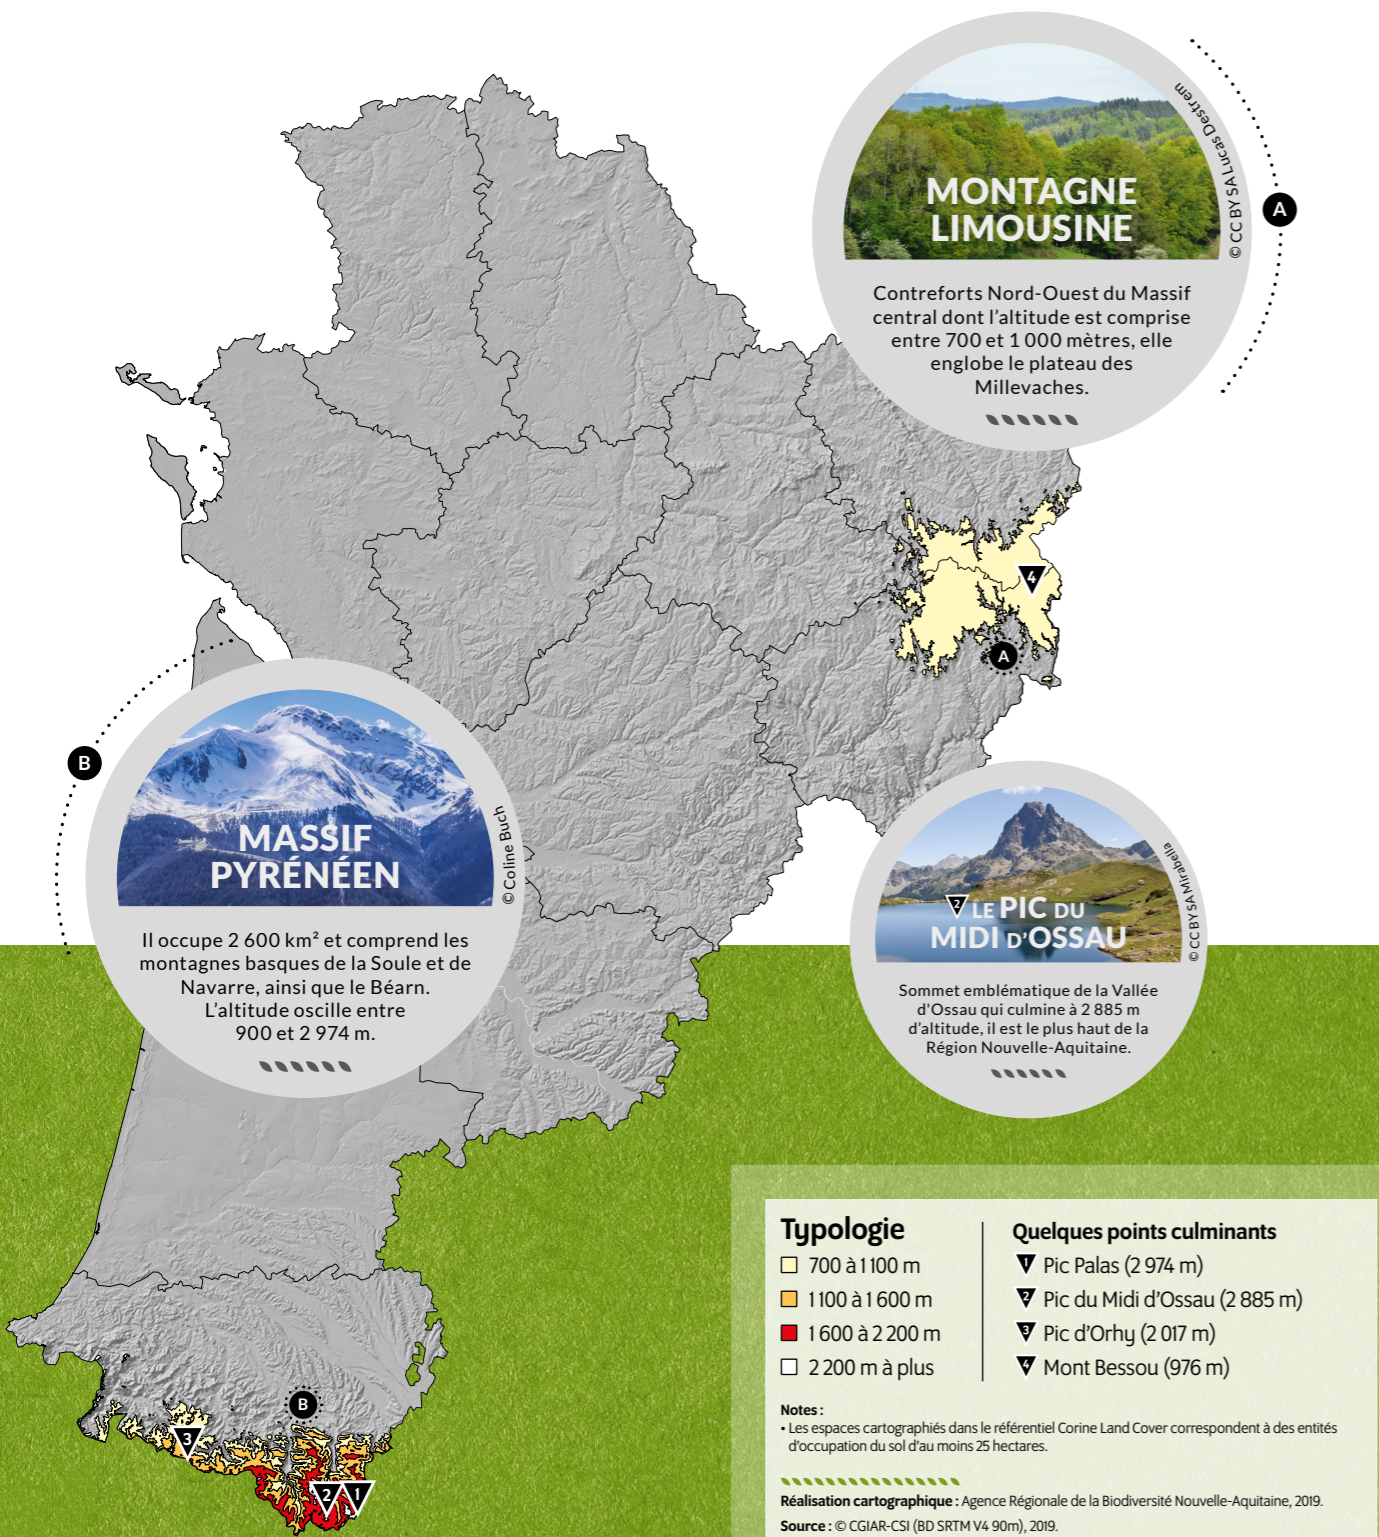 MONTAGNE
LIMOUSINE
© CC BY SA Lucas Destrem
A
Contreforts Nord-Ouest du Massif
central dont l'altitude est comprise
entre 700 et 1 000 mètres, elle
englobe le plateau des
Millevaches.
4
A
B
MASSIF
PYRÉNÉEN
© Coline Buch
Il occupe 2 600 km² et comprend les
montagnes basques de la Soule et de
Navarre, ainsi que le Béarn.
L'altitude oscille entre
900 et 2 974 m.
2 LE PIC DU
MIDI D'OSSAU
© CC BY SA Mirabella
Sommet emblématique de la Vallée
d'Ossau qui culmine à 2 885 m
d'altitude, il est le plus haut de la
Région Nouvelle-Aquitaine.
B
3
2
1
Typologie
700 à 1 100 m
1 100 à 1 600 m
1 600 à 2 200 m
2 200 m à plus
Quelques points culminants
1 Pic Palas (2 974 m)
2 Pic du Midi d'Ossau (2 885 m)
3 Pic d'Orhy (2 017 m)
4 Mont Bessou (976 m)
Notes :
• Les espaces cartographiés dans le référentiel Corine Land Cover correspondent à des entités
d'occupation du sol d'au moins 25 hectares.
Réalisation cartographique : Agence Régionale de la Biodiversité Nouvelle-Aquitaine, 2019.
Source : © CGIAR-CSI (BD SRTM V4 90m), 2019.